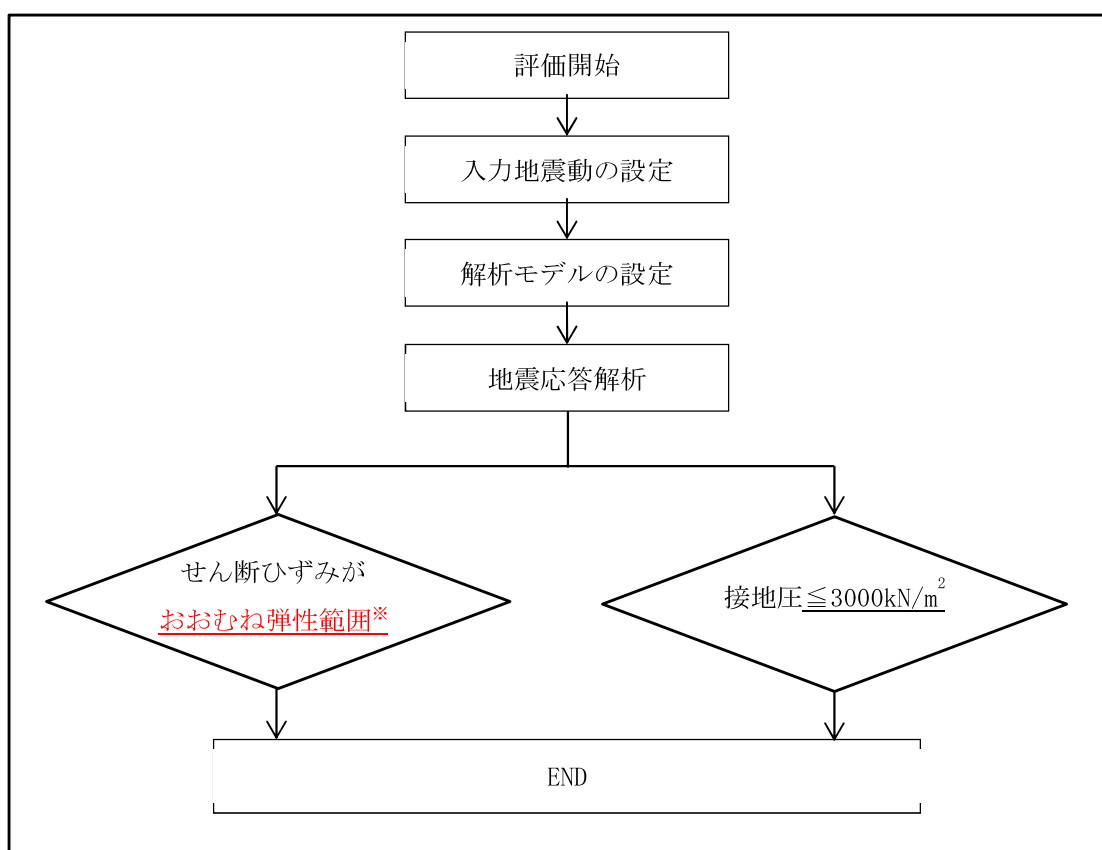 評価開始
入力地震動の設定
解析モデルの設定
地震応答解析
せん断ひずみが
おおむね弾性範囲※
接地圧≦3000kN/m²
END